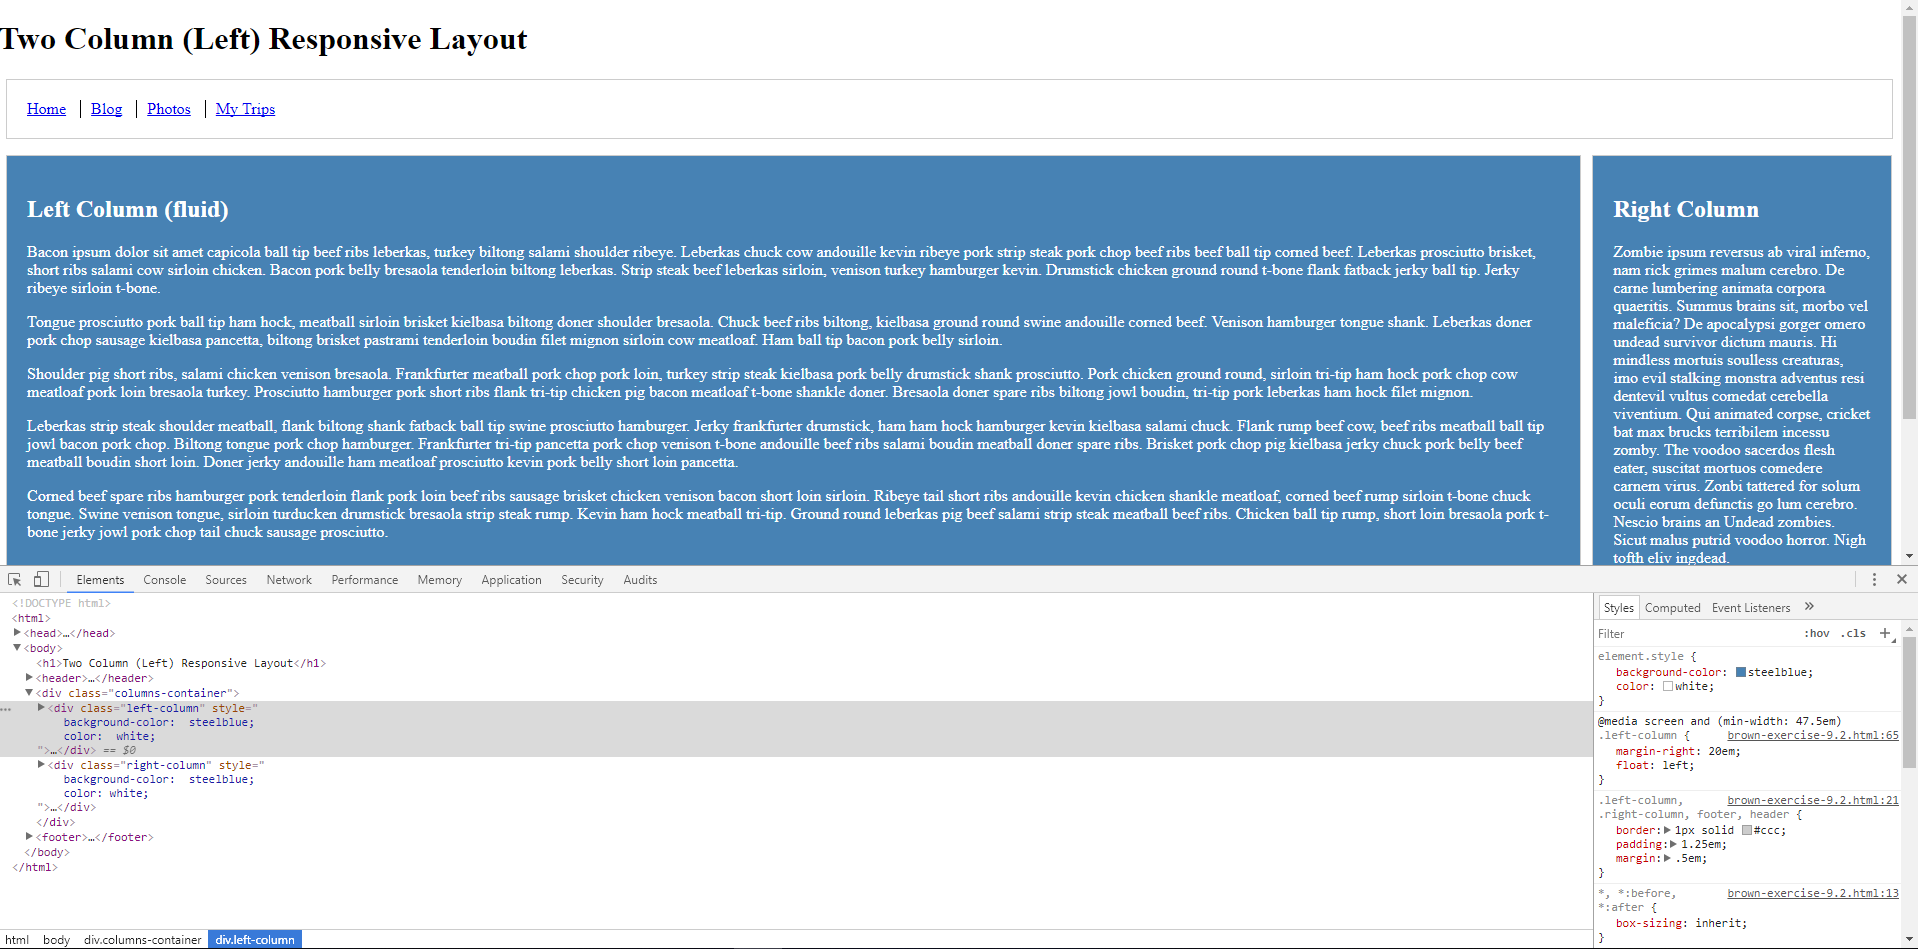 Two Column (Left) Responsive Layout
Home
Blog
Photos
My Trips
Left Column (fluid)
Bacon ipsum dolor sit amet capicola ball tip beef ribs leberkas, turkey biltong salami shoulder ribeye. Leberkas chuck cow andouille kevin ribeye pork strip steak pork chop beef ribs beef ball tip corned beef. Leberkas prosciutto brisket,
short ribs salami cow sirloin chicken. Bacon pork belly bresaola tenderloin biltong leberkas. Strip steak beef leberkas sirloin, venison turkey hamburger kevin. Drumstick chicken ground round t-bone flank fatback jerky ball tip. Jerky
ribeye sirloin t-bone.
Tongue prosciutto pork ball tip ham hock, meatball sirloin brisket kielbasa biltong doner shoulder bresaola. Chuck beef ribs biltong, kielbasa ground round swine andouille corned beef. Venison hamburger tongue shank. Leberkas doner
pork chop sausage kielbasa pancetta, biltong brisket pastrami tenderloin boudin filet mignon sirloin cow meatloaf. Ham ball tip bacon pork belly sirloin.
Shoulder pig short ribs, salami chicken venison bresaola. Frankfurter meatball pork chop pork loin, turkey strip steak kielbasa pork belly drumstick shank prosciutto. Pork chicken ground round, sirloin tri-tip ham hock pork chop cow
meatloaf pork loin bresaola turkey. Prosciutto hamburger pork short ribs flank tri-tip chicken pig bacon meatloaf t-bone shankle doner. Bresaola doner spare ribs biltong jowl boudin, tri-tip pork leberkas ham hock filet mignon.
Leberkas strip steak shoulder meatball, flank biltong shank fatback ball tip swine prosciutto hamburger. Jerky frankfurter drumstick, ham ham hock hamburger kevin kielbasa salami chuck. Flank rump beef cow, beef ribs meatball ball tip
jowl bacon pork chop. Biltong tongue pork chop hamburger. Frankfurter tri-tip pancetta pork chop venison t-bone andouille beef ribs salami boudin meatball doner spare ribs. Brisket pork chop pig kielbasa jerky chuck pork belly beef
meatball boudin short loin. Doner jerky andouille ham meatloaf prosciutto kevin pork belly short loin pancetta.
Corned beef spare ribs hamburger pork tenderloin flank pork loin beef ribs sausage brisket chicken venison bacon short loin sirloin. Ribeye tail short ribs andouille kevin chicken shankle meatloaf, corned beef rump sirloin t-bone chuck
tongue. Swine venison tongue, sirloin turducken drumstick bresaola strip steak rump. Kevin ham hock meatball tri-tip. Ground round leberkas pig beef salami strip steak meatball beef ribs. Chicken ball tip rump, short loin bresaola pork t-
bone jerky jowl pork chop tail chuck sausage prosciutto.
Right Column
Zombie ipsum reversus ab viral inferno,
nam rick grimes malum cerebro. De
carne lumbering animata corpora
quaeritis. Summus brains sit, morbo vel
maleficia? De apocalypsi gorger omero
undead survivor dictum mauris. Hi
mindless mortuis soulless creaturas,
imo evil stalking monstra adventus resi
dentevil vultus comedat cerebella
viventium. Qui animated corpse, cricket
bat max brucks terribilem incessu
zomby. The voodoo sacerdos flesh
eater, suscitat mortuos comedere
carnem virus. Zonbi tattered for solum
oculi eorum defunctis go lum cerebro.
Nescio brains an Undead zombies.
Sicut malus putrid voodoo horror. Nigh
tofth eliv ingdead.
Elements Console Sources Network Performance Memory Application Security Audits
<!DOCTYPE html>
<html>
<head>…</head>
<body>
<h1>Two Column (Left) Responsive Layout</h1>
<header>…</header>
<div class="columns-container">
<div class="left-column" style="
background-color: steelblue;
color: white;
">…</div> == $0
<div class="right-column" style="
background-color: steelblue;
color: white;
">…</div>
</div>
<footer>…</footer>
</body>
</html>
html body div.columns-container div.left-column
Styles Computed Event Listeners »
Filter :hov .cls +
element.style {
background-color: steelblue;
color: white;
}
@media screen and (min-width: 47.5em)
.left-column { brown-exercise-9.2.html:65
margin-right: 20em;
float: left;
}
.left-column, brown-exercise-9.2.html:21
.right-column, footer, header {
border: 1px solid #ccc;
padding: 1.25em;
margin: .5em;
}
*, *:before, brown-exercise-9.2.html:13
*:after {
box-sizing: inherit;
}